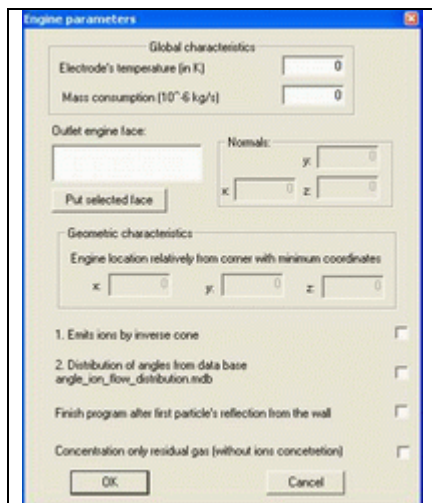 Engine parameters
Global characteristics
Electrode's temperature (in K)
0
Mass consumption (10^-6 kg/s)
0
Outlet engine face:
Normals:
y:
0
x:
0
z:
0
Put selected face
Geometric characteristics
Engine location relatively from corner with minimum coordinates
x:
0
y:
0
z:
0
1. Emits ions by inverse cone
2. Distribution of angles from data base
angle_ion_flow_distribution.mdb
Finish program after first particle's reflection from the wall
Concentration only residual gas (without ions concetretion)
OK
Cancel